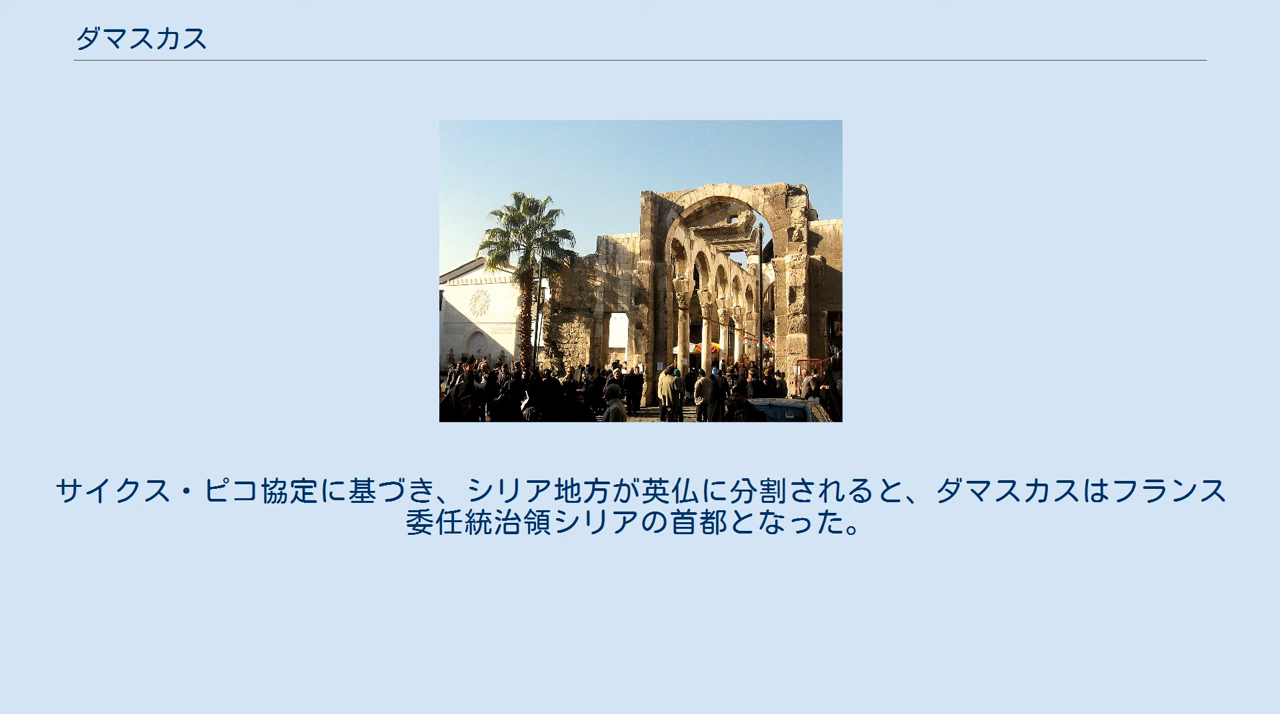 ダマスカス
サイクス・ピコ協定に基づき、シリア地方が英仏に分割されると、ダマスカスはフランス
委任統治領シリアの首都となった。